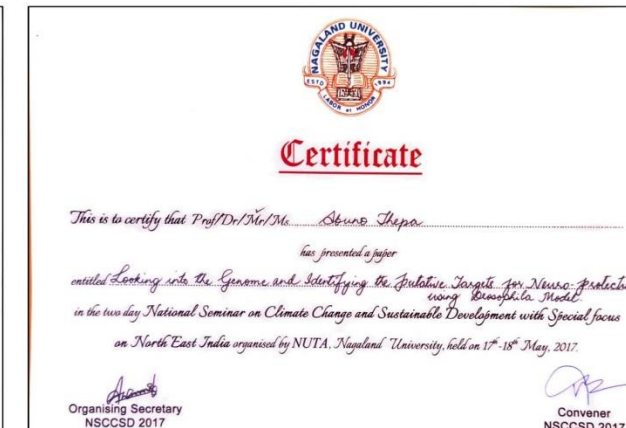 NAGALAND UNIVERSITY
ESTD 1994
LABOR et HONOR
Certificate
This is to certify that Prof/Dr/Mr/Ms. Abuno Thepa
has presented a paper
entitled Looking into the Genome and Identifying the Putative Targets for Neuro-protecti
using Drosophila Model
in the two day National Seminar on Climate Change and Sustainable Development with Special focus
on North East India organised by NUTA, Nagaland University, held on 17th-18th May, 2017.
Organising Secretary
NSCCSD 2017
Convener
NSCCSD 2017